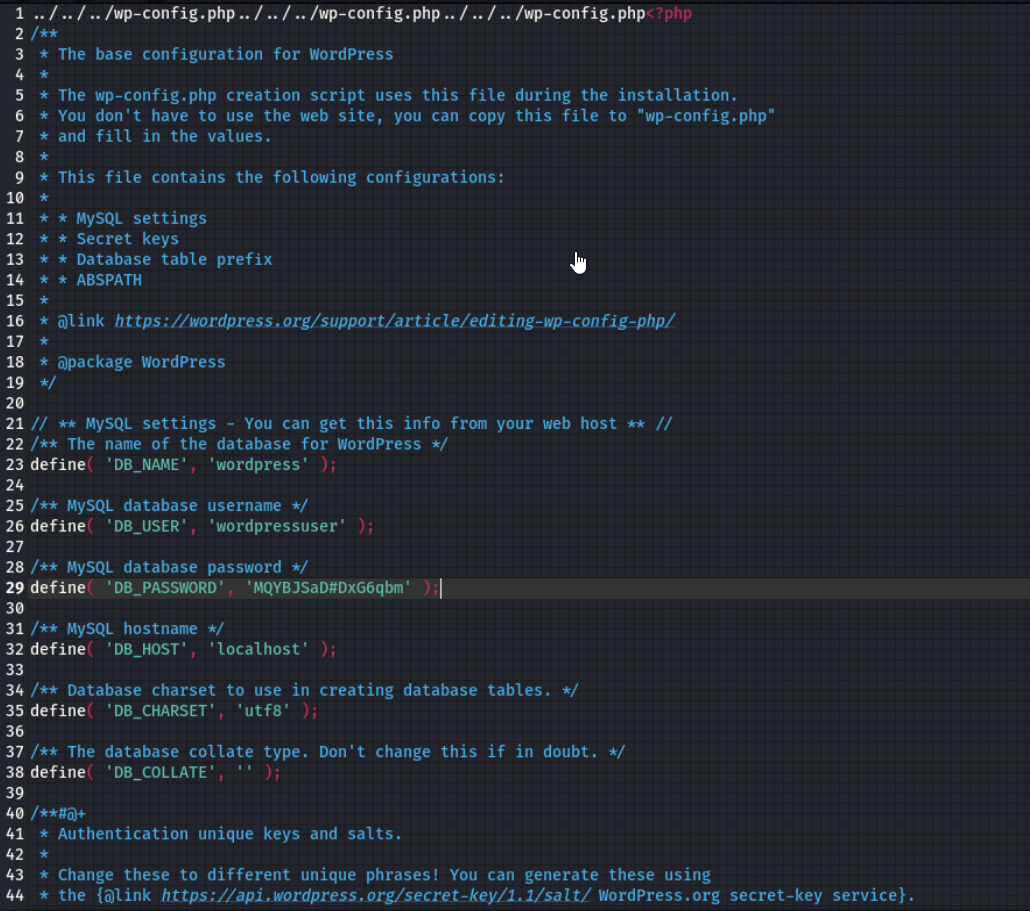 1 ../../../wp-config.php../../../wp-config.php../../../wp-config.php<?php
2 /**
3  * The base configuration for WordPress
4  *
5  * The wp-config.php creation script uses this file during the installation.
6  * You don't have to use the web site, you can copy this file to "wp-config.php"
7  * and fill in the values.
8  *
9  * This file contains the following configurations:
10  *
11  * * MySQL settings
12  * * Secret keys
13  * * Database table prefix
14  * * ABSPATH
15  *
16  * @link https://wordpress.org/support/article/editing-wp-config-php/
17  *
18  * @package WordPress
19  */
20
21 // ** MySQL settings - You can get this info from your web host ** //
22 /** The name of the database for WordPress */
23 define( 'DB_NAME', 'wordpress' );
24
25 /** MySQL database username */
26 define( 'DB_USER', 'wordpressuser' );
27
28 /** MySQL database password */
29 define( 'DB_PASSWORD', 'MQYBJSaD#DxG6qbm' );
30
31 /** MySQL hostname */
32 define( 'DB_HOST', 'localhost' );
33
34 /** Database charset to use in creating database tables. */
35 define( 'DB_CHARSET', 'utf8' );
36
37 /** The database collate type. Don't change this if in doubt. */
38 define( 'DB_COLLATE', '' );
39
40 /**#@+
41  * Authentication unique keys and salts.
42  *
43  * Change these to different unique phrases! You can generate these using
44  * the {@link https://api.wordpress.org/secret-key/1.1/salt/ WordPress.org secret-key service}.